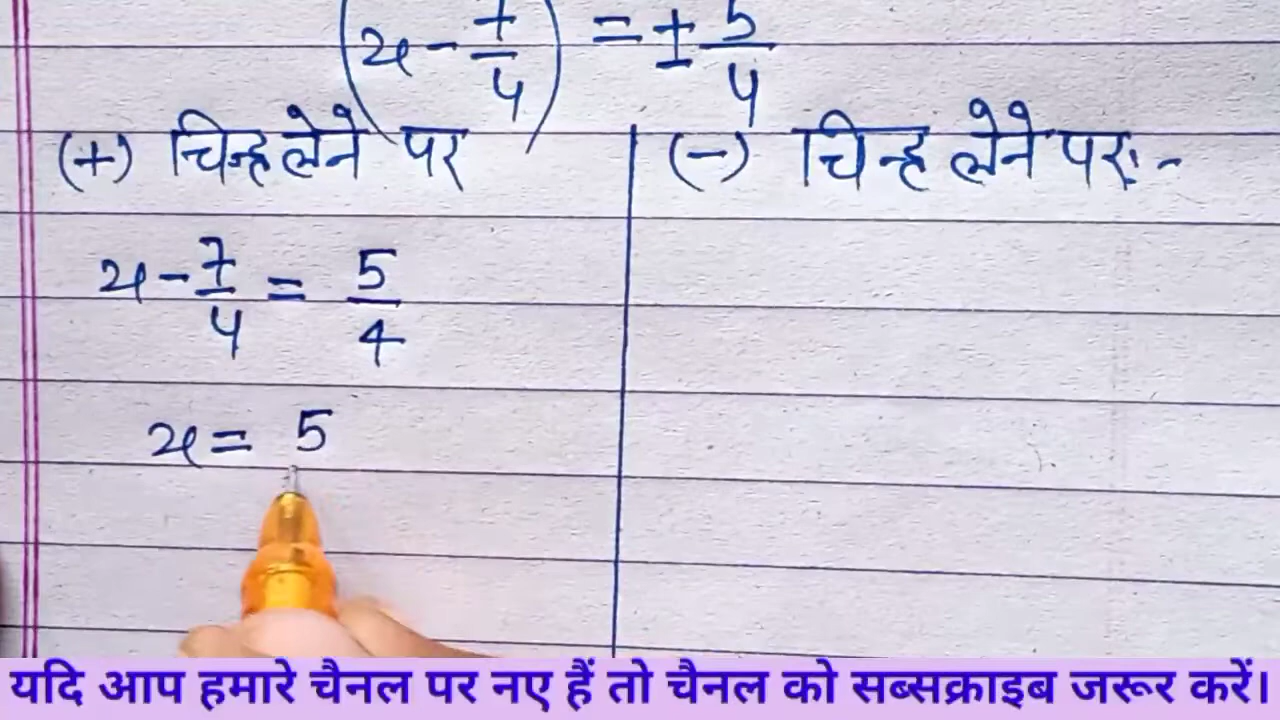 (x - 7/4) = ± 5/4
(+) चिन्ह लेने पर
x - 7/4 = 5/4
x = 5
(-) चिन्ह लेने पर:-
यदि आप हमारे चैनल पर नए हैं तो चैनल को सब्सक्राइब जरूर करें।